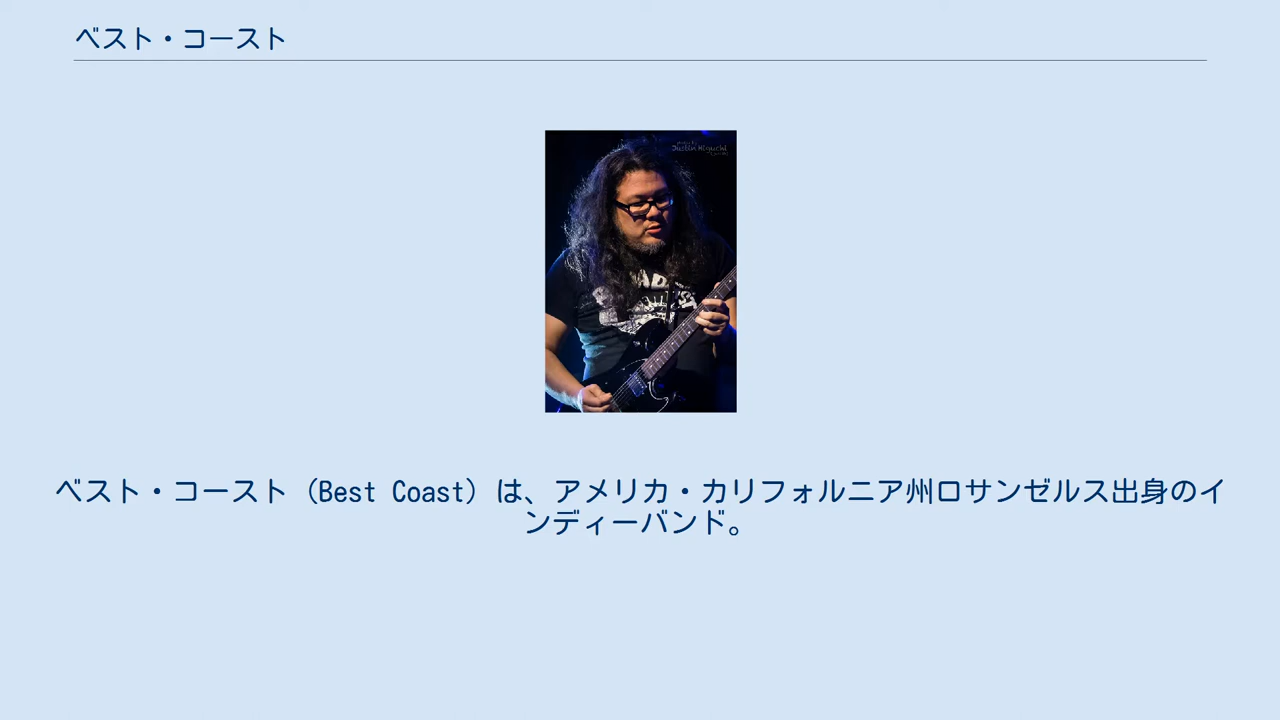 ベスト・コースト
Justin Higuchi
ベスト・コースト（Best Coast）は、アメリカ・カリフォルニア州ロサンゼルス出身のイ
ンディーバンド。